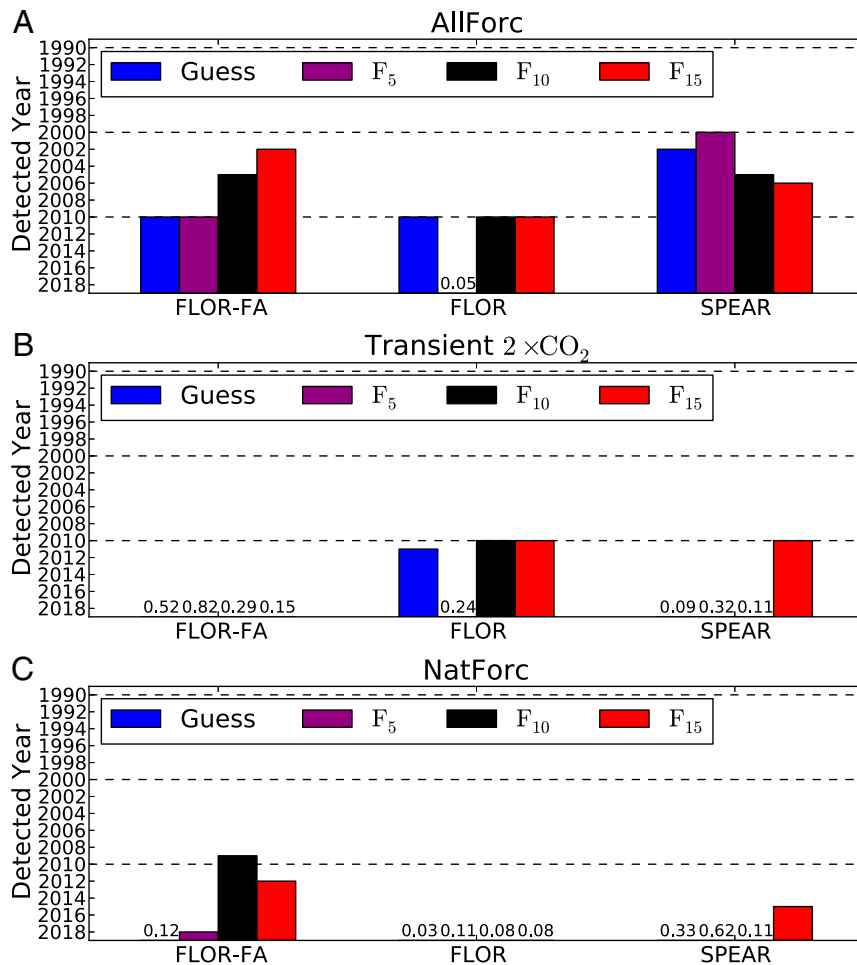 A
AllForc
Detected Year
1990
1992
1994
1996
1998
2000
2002
2004
2006
2008
2010
2012
2014
2016
2018
Guess F5 F10 F15
0.05
FLOR-FA FLOR SPEAR
B
Transient 2 ×CO2
Detected Year
1990
1992
1994
1996
1998
2000
2002
2004
2006
2008
2010
2012
2014
2016
2018
Guess F5 F10 F15
0.52 0.82 0.29 0.15 0.24 0.09 0.32 0.11
FLOR-FA FLOR SPEAR
C
NatForc
Detected Year
1990
1992
1994
1996
1998
2000
2002
2004
2006
2008
2010
2012
2014
2016
2018
Guess F5 F10 F15
0.12 0.03 0.11 0.08 0.08 0.33 0.62 0.11
FLOR-FA FLOR SPEAR